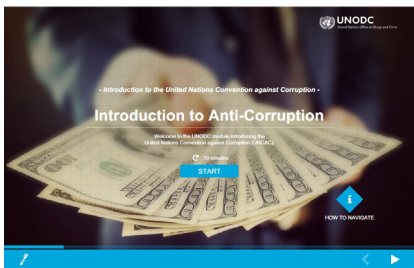 UNODC
United Nations Office on Drugs and Crime
- Introduction to the United Nations Convention against Corruption -
Introduction to Anti-Corruption
Welcome to the UNODC module introducing the
United Nations Convention against Corruption (UNCAC).
70 minutes
START
i
HOW TO NAVIGATE